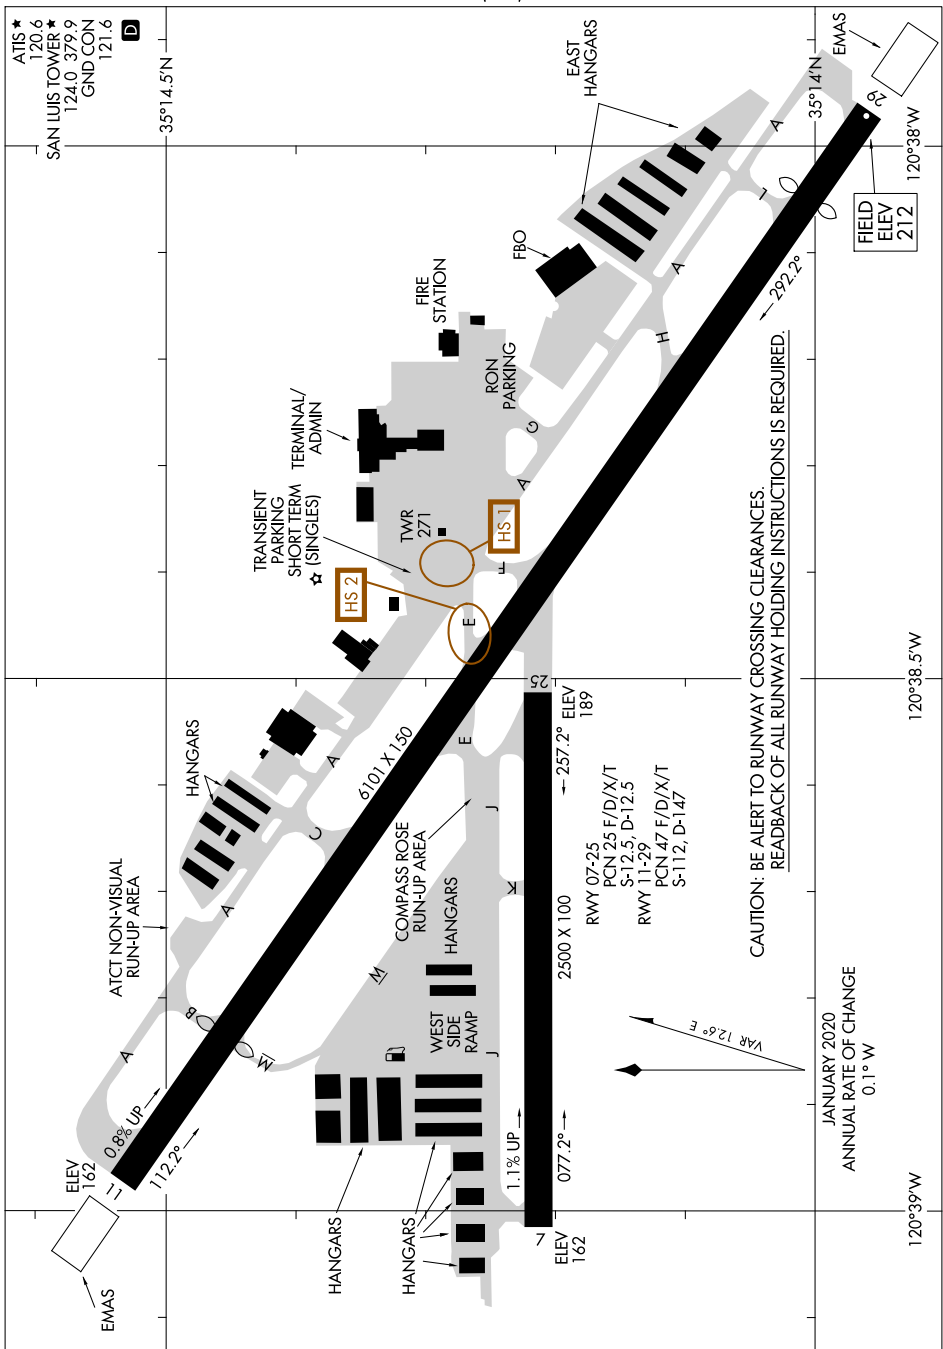 ATIS ★
120.6
SAN LUIS TOWER ★
124.0 379.9
GND CON
121.6
D
35°14.5'N
35°14'N
EMAS
29
120°38'W
FIELD
ELEV
212
EAST
HANGARS
A
L
A
292.2°
H
FBO
FIRE
STATION
RON
PARKING
G
A
TERMINAL/
ADMIN
TRANSIENT
PARKING
SHORT TERM
☆ (SINGLES)
TWR
271
HS 1
HS 2
F
E
25
ELEV
189
120°38.5'W
HANGARS
A
6101 X 150
E
257.2°
C
J
COMPASS ROSE
RUN-UP AREA
K
ATCT NON-VISUAL
RUN-UP AREA
A
HANGARS
M
2500 X 100
RWY 07-25
PCN 25 F/D/X/T
S-12.5, D-12.5
RWY 11-29
PCN 47 F/D/X/T
S-112, D-147
CAUTION: BE ALERT TO RUNWAY CROSSING CLEARANCES.
READBACK OF ALL RUNWAY HOLDING INSTRUCTIONS IS REQUIRED.
B
M
A
WEST
SIDE
RAMP
J
VAR 12.6° E
JANUARY 2020
ANNUAL RATE OF CHANGE
0.1° W
0.8% UP
112.2°
ELEV
162
11
EMAS
HANGARS
HANGARS
1.1% UP
077.2°
7
ELEV
162
120°39'W